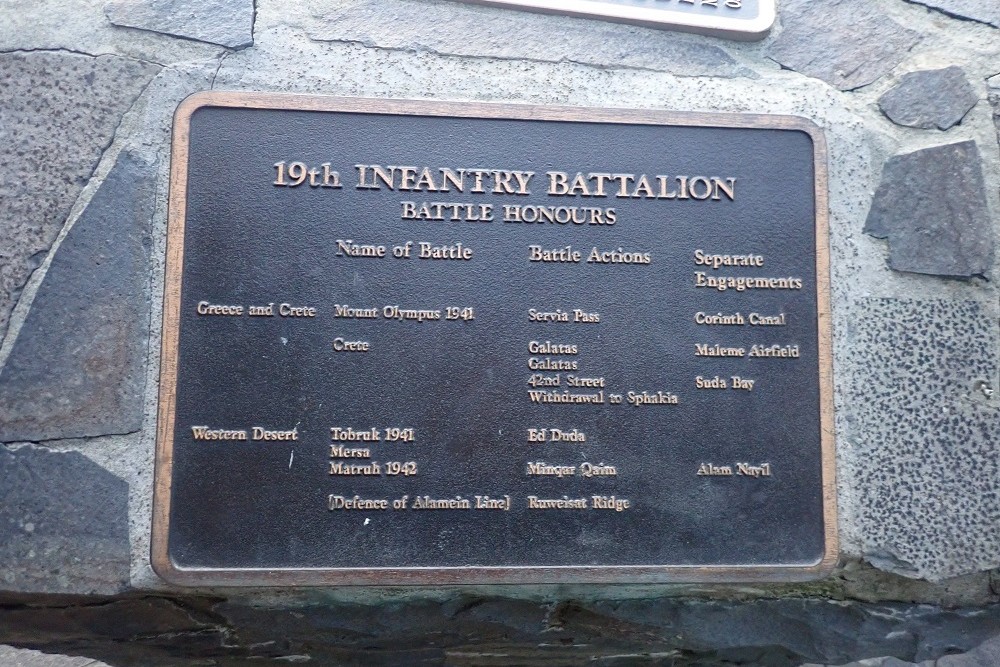 19th INFANTRY BATTALION
BATTLE HONOURS
Name of Battle Battle Actions Separate Engagements
Greece and Crete Mount Olympus 1941 Servia Pass Corinth Canal
Crete Galatas Maleme Airfield
Galatas
42nd Street Suda Bay
Withdrawal to Sphakia
Western Desert Tobruk 1941 Ed Duda
Mersa
Matruh 1942 Minqar Qaim Alam Nayil
[Defence of Alamein Line] Ruweisat Ridge